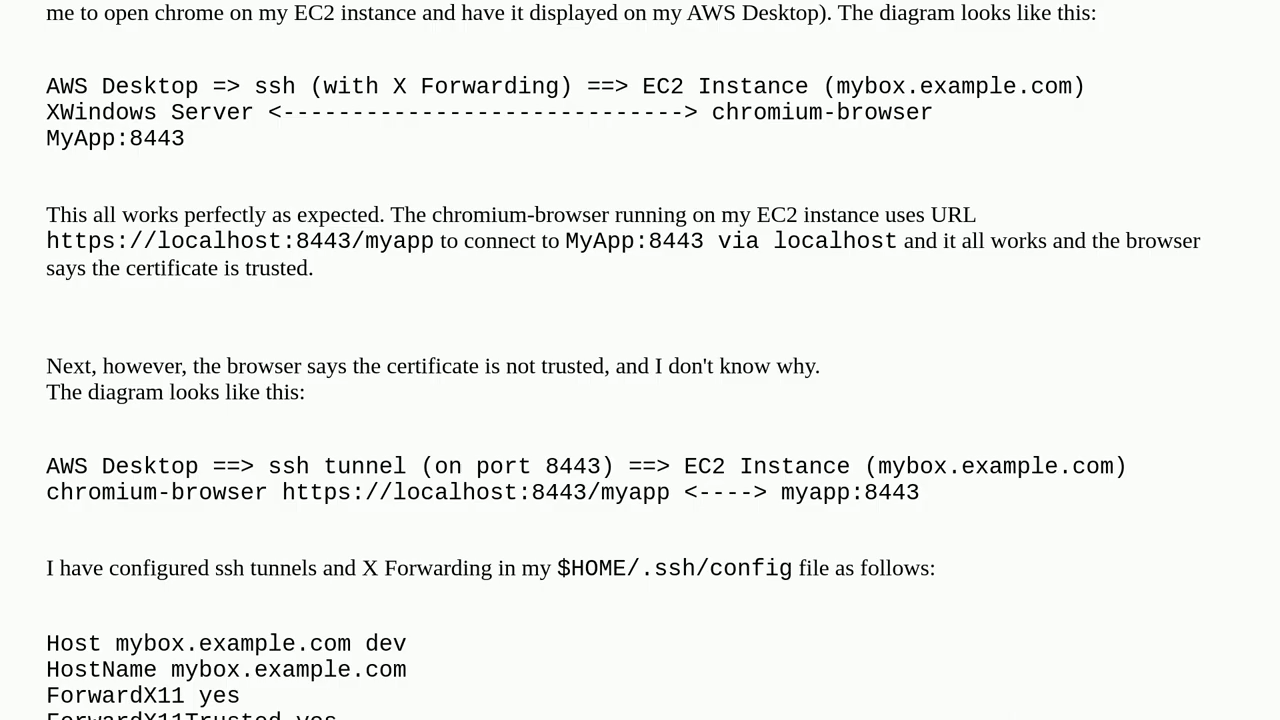 me to open chrome on my EC2 instance and have it displayed on my AWS Desktop). The diagram looks like this:
AWS Desktop => ssh (with X Forwarding) ==> EC2 Instance (mybox.example.com)
XWindows Server <-----------------------------> chromium-browser
MyApp:8443
This all works perfectly as expected. The chromium-browser running on my EC2 instance uses URL
https://localhost:8443/myapp to connect to MyApp:8443 via localhost and it all works and the browser
says the certificate is trusted.
Next, however, the browser says the certificate is not trusted, and I don't know why.
The diagram looks like this:
AWS Desktop ==> ssh tunnel (on port 8443) ==> EC2 Instance (mybox.example.com)
chromium-browser https://localhost:8443/myapp <----> myapp:8443
I have configured ssh tunnels and X Forwarding in my $HOME/.ssh/config file as follows:
Host mybox.example.com dev
HostName mybox.example.com
ForwardX11 yes
ForwardX11Trusted yes